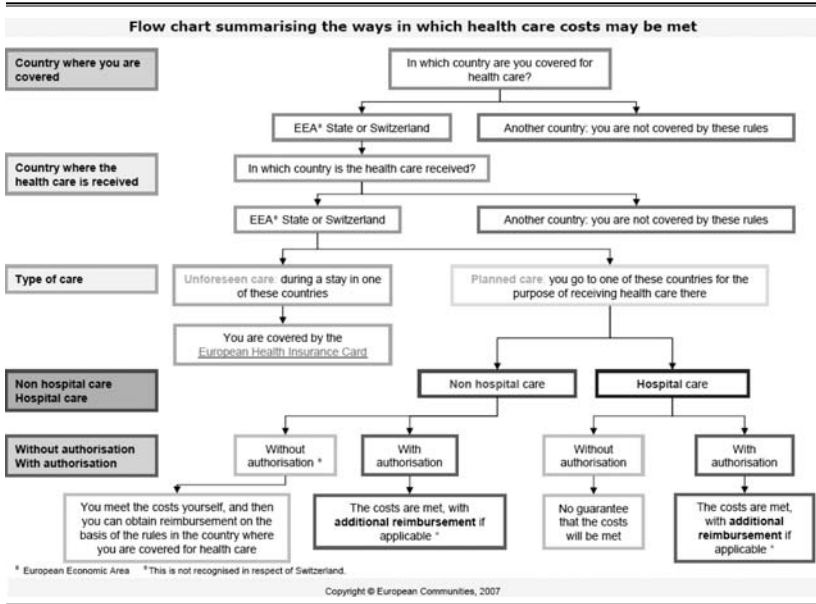 Flow chart summarising the ways in which health care costs may be met
Country where you are
covered
In which country are you covered for
health care?
EEA* State or Switzerland
Another country: you are not covered by these rules
Country where the
health care is received
In which country is the health care received?
EEA* State or Switzerland
Another country: you are not covered by these rules
Type of care
Unforeseen care: during a stay in one
of these countries
Planned care: you go to one of these countries for the
purpose of receiving health care there
You are covered by the
European Health Insurance Card
Non hospital care
Hospital care
Non hospital care
Hospital care
Without authorisation
With authorisation
Without
authorisation *
With
authorisation
Without
authorisation
With
authorisation
You meet the costs yourself, and then
you can obtain reimbursement on the
basis of the rules in the country where
you are covered for health care
The costs are met, with
additional reimbursement if
applicable *
No guarantee
that the costs
will be met
The costs are met,
with additional
reimbursement if
applicable *
* European Economic Area *This is not recognised in respect of Switzerland.
Copyright © European Communities, 2007